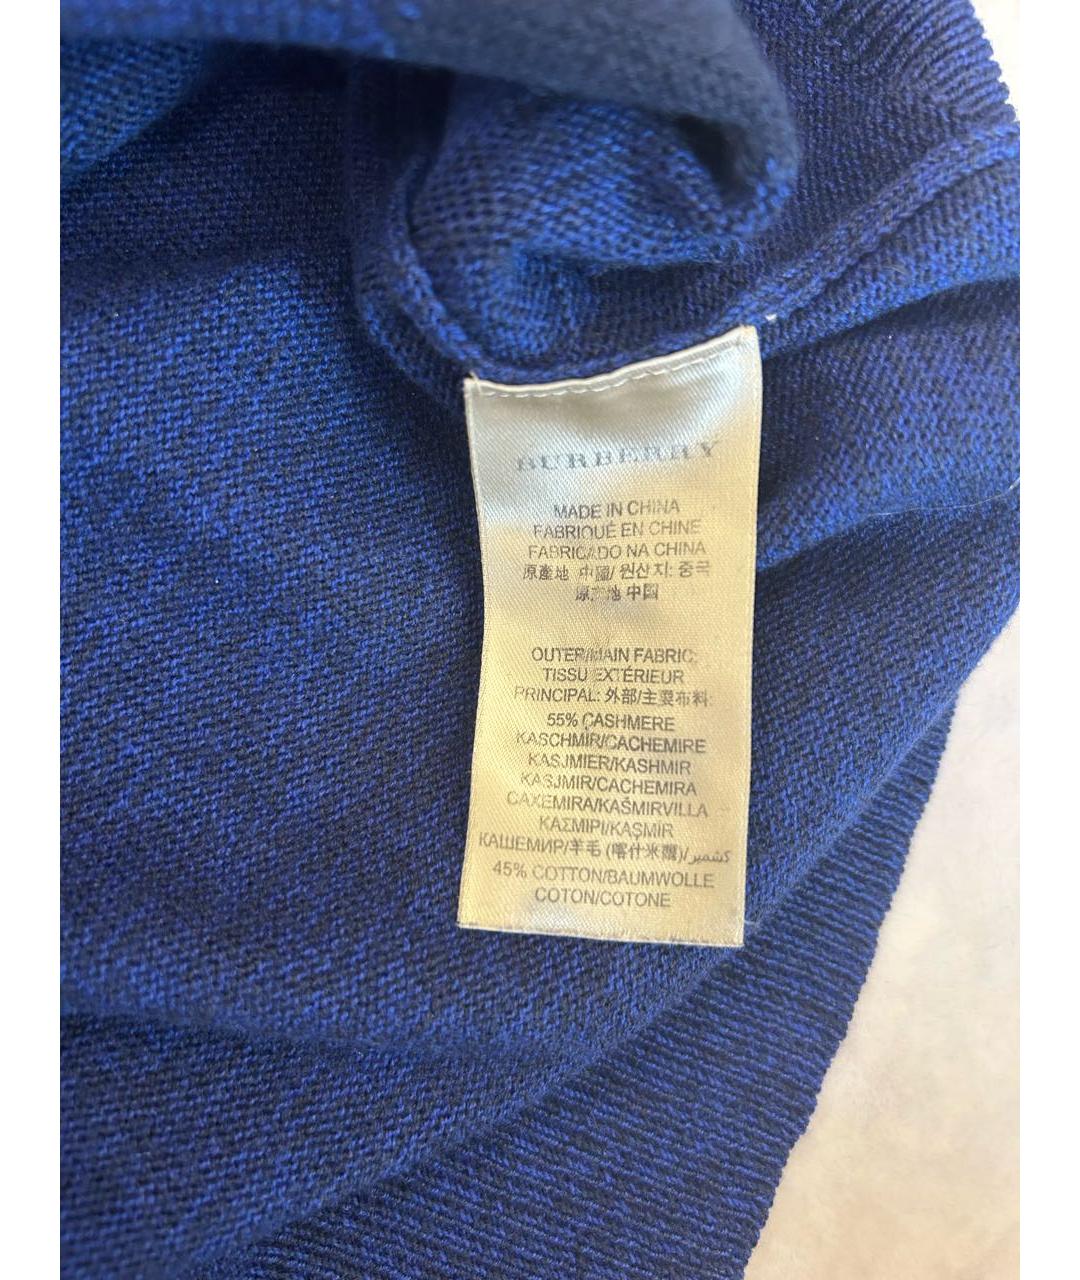 BURBERRY
MADE IN CHINA
FABRIQUÉ EN CHINE
FABRICADO NA CHINA
原產地 中國/ 원산지: 중국
原产地 中国
OUTER/MAIN FABRIC:
TISSU EXTÉRIEUR
PRINCIPAL: 外部/主要布料:
55% CASHMERE
KASCHMIR/CACHEMIRE
KASJMIER/KASHMIR
KASJMIR/CACHEMIRA
CAXEMIRA/KAŠMIRVILLA
ΚΑΣΜΙΡΙ/KAŞMIR
КАШЕМИР/羊毛 (喀什米爾)/كشمير
45% COTTON/BAUMWOLLE
COTON/COTONE